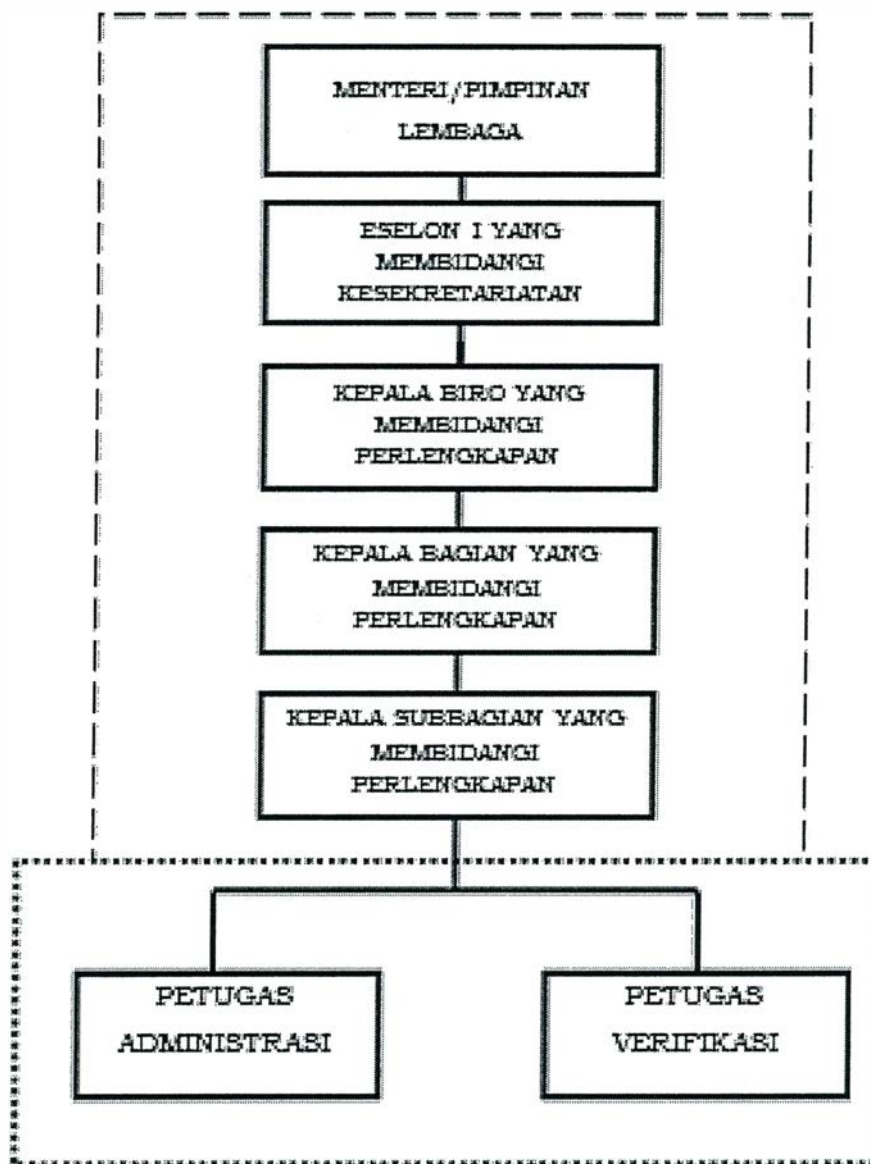 MENTERI/PIMPINAN
LEMBAGA
ESELON I YANG
MEMBIDANGI
KESEKRETARIATAN
KEPALA BIRO YANG
MEMBIDANGI
PERLENGKAPAN
KEPALA BAGIAN YANG
MEMBIDANGI
PERLENGKAPAN
KEPALA SUBBAGIAN YANG
MEMBIDANGI
PERLENGKAPAN
PETUGAS
ADMINISTRASI
PETUGAS
VERIFIKASI